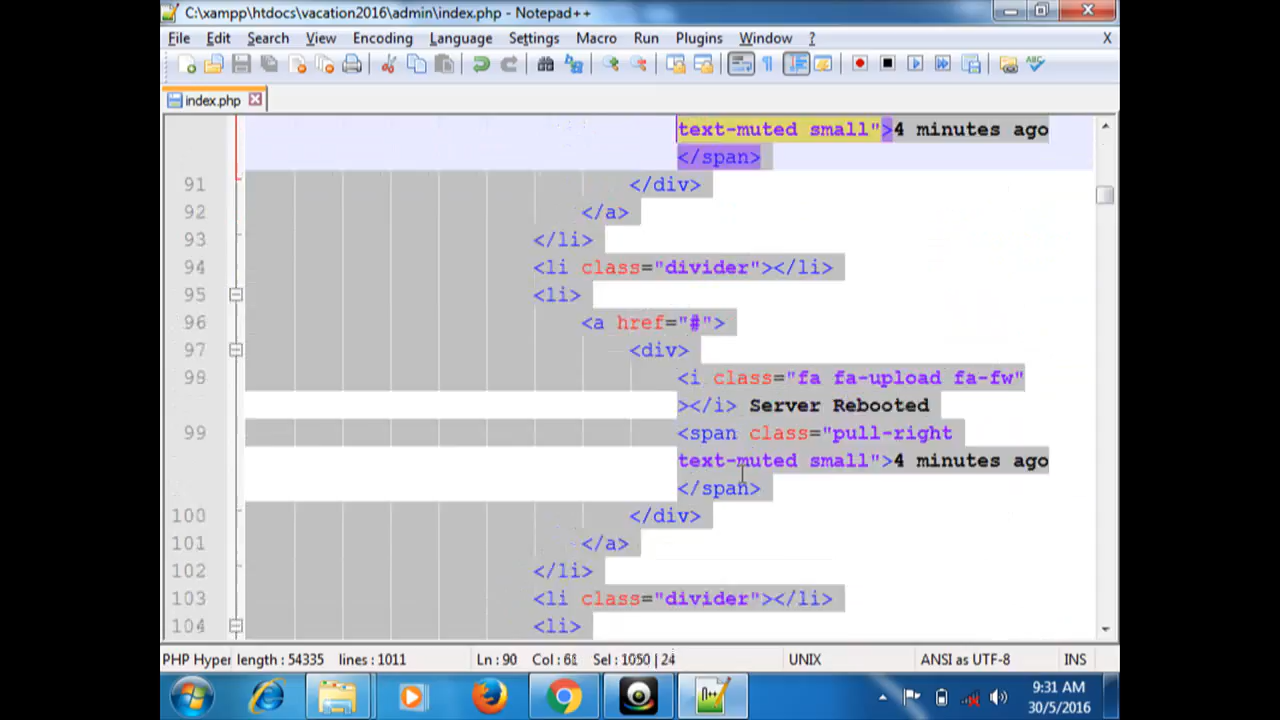 C:\xampp\htdocs\vacation2016\admin\index.php - Notepad++
File Edit Search View Encoding Language Settings Macro Run Plugins Window ? X
index.php
text-muted small">4 minutes ago
</span>
91 </div>
92 </a>
93 </li>
94 <li class="divider"></li>
95 <li>
96 <a href="#">
97 <div>
98 <i class="fa fa-upload fa-fw"
></i> Server Rebooted
99 <span class="pull-right
text-muted small">4 minutes ago
</span>
100 </div>
101 </a>
102 </li>
103 <li class="divider"></li>
104 <li>
PHP Hyper length : 54335 lines : 1011 Ln : 90 Col : 61 Sel : 1050 | 24 UNIX ANSI as UTF-8 INS
9:31 AM
30/5/2016